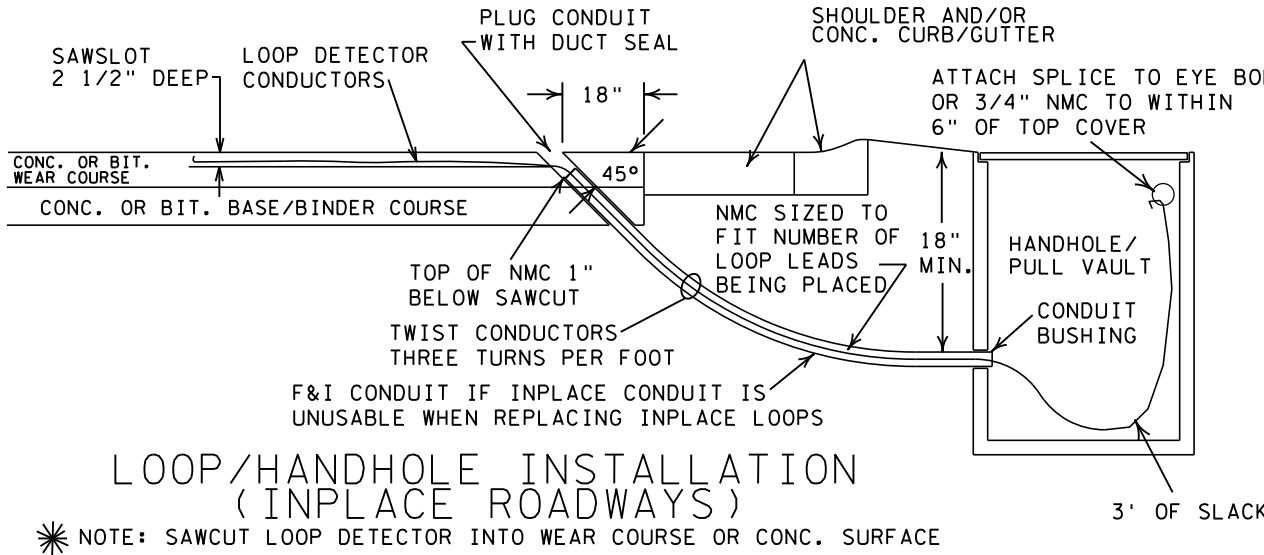 PLUG CONDUIT
WITH DUCT SEAL
SHOULDER AND/OR
CONC. CURB/GUTTER
SAWSLOT
2 1/2" DEEP
LOOP DETECTOR
CONDUCTORS
18"
ATTACH SPLICE TO EYE
OR 3/4" NMC TO WITHIN
6" OF TOP COVER
CONC. OR BIT.
WEAR COURSE
45°
CONC. OR BIT. BASE/BINDER COURSE
NMC SIZED TO
FIT NUMBER OF
LOOP LEADS
BEING PLACED
18"
MIN.
HANDHOLE/
PULL VAULT
TOP OF NMC 1"
BELOW SAWCUT
CONDUIT
BUSHING
TWIST CONDUCTORS
THREE TURNS PER FOOT
F&I CONDUIT IF INPLACE CONDUIT IS
UNUSABLE WHEN REPLACING INPLACE LOOPS
LOOP/HANDHOLE INSTALLATION
(INPLACE ROADWAYS)
3' OF SLACK
NOTE: SAWCUT LOOP DETECTOR INTO WEAR COURSE OR CONC. SURFACE